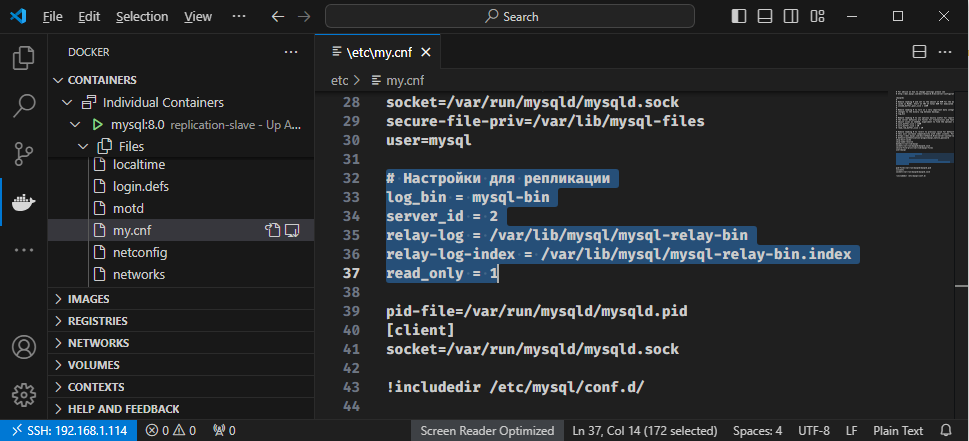 File Edit Selection View ··· Search
DOCKER ···
CONTAINERS
Individual Containers
mysql:8.0 replication-slave - Up A...
Files
localtime
login.defs
motd
my.cnf
netconfig
networks
IMAGES
REGISTRIES
NETWORKS
VOLUMES
CONTEXTS
HELP AND FEEDBACK
\etc\my.cnf
etc > my.cnf
28 socket=/var/run/mysqld/mysqld.sock
29 secure-file-priv=/var/lib/mysql-files
30 user=mysql
31
32 # Настройки для репликации
33 log_bin = mysql-bin
34 server_id = 2
35 relay-log = /var/lib/mysql/mysql-relay-bin
36 relay-log-index = /var/lib/mysql/mysql-relay-bin.index
37 read_only = 1
38
39 pid-file=/var/run/mysqld/mysqld.pid
40 [client]
41 socket=/var/run/mysqld/mysqld.sock
42
43 !includedir /etc/mysql/conf.d/
44
SSH: 192.168.1.114 0 0 0 Screen Reader Optimized Ln 37, Col 14 (172 selected) Spaces: 4 UTF-8 LF Plain Text